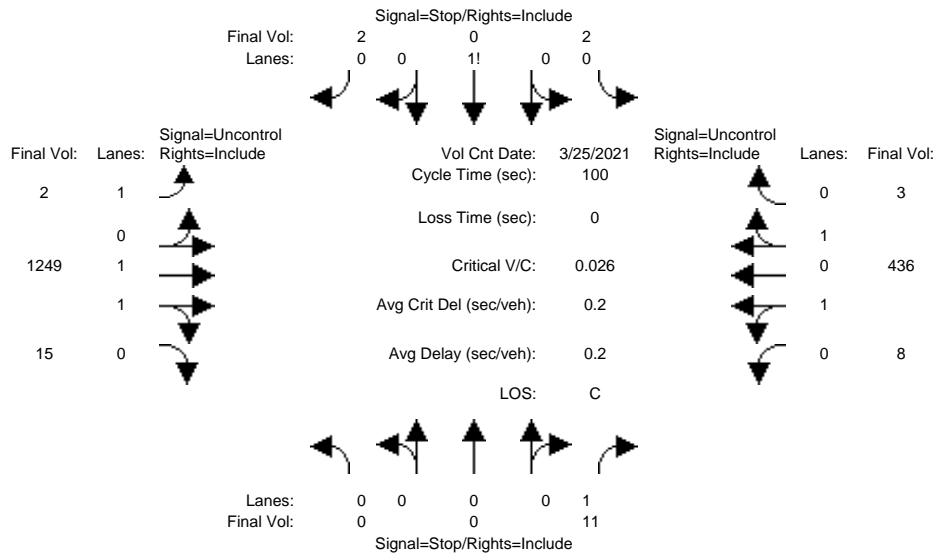 Signal=Stop/Rights=Include
Final Vol: 2 0 2
Lanes: 0 0 1! 0 0
Signal=Uncontrol Signal=Uncontrol
Final Vol: Lanes: Rights=Include Vol Cnt Date: 3/25/2021 Rights=Include Lanes: Final Vol:
Cycle Time (sec): 100
2 1 0 3
Loss Time (sec): 0
0 1
1249 1 Critical V/C: 0.026 0 436
1 Avg Crit Del (sec/veh): 0.2 1
15 0 Avg Delay (sec/veh): 0.2 0 8
LOS: C
Lanes: 0 0 0 0 1
Final Vol: 0 0 11
Signal=Stop/Rights=Include